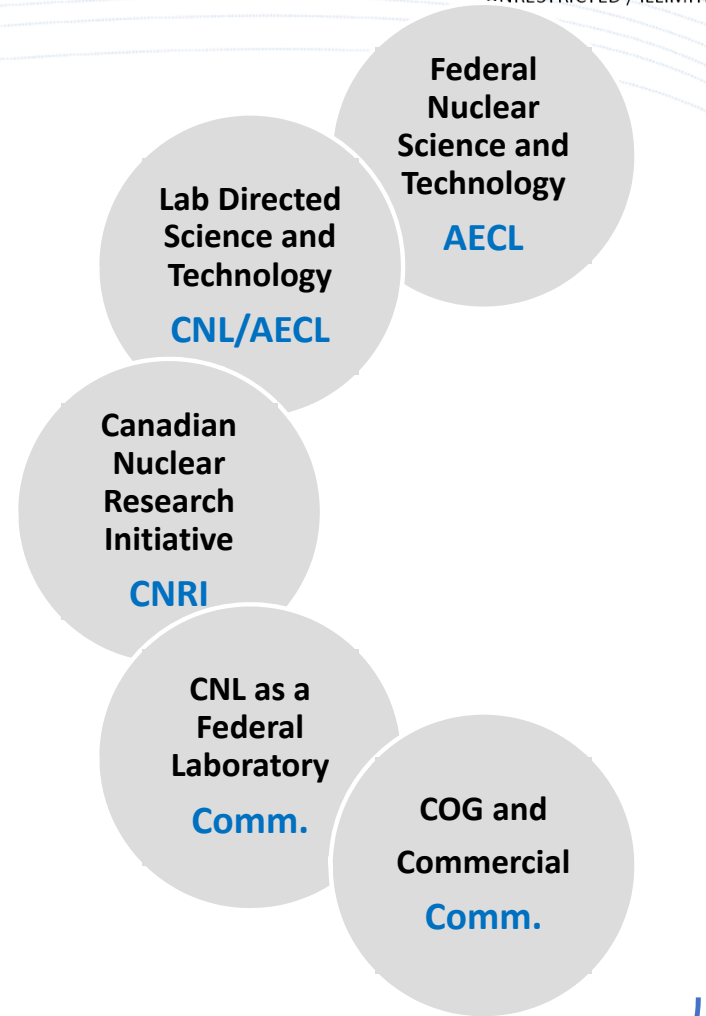 Federal
Nuclear
Science and
Technology
AECL
Lab Directed
Science and
Technology
CNL/AECL
Canadian
Nuclear
Research
Initiative
CNRI
CNL as a
Federal
Laboratory
Comm.
COG and
Commercial
Comm.